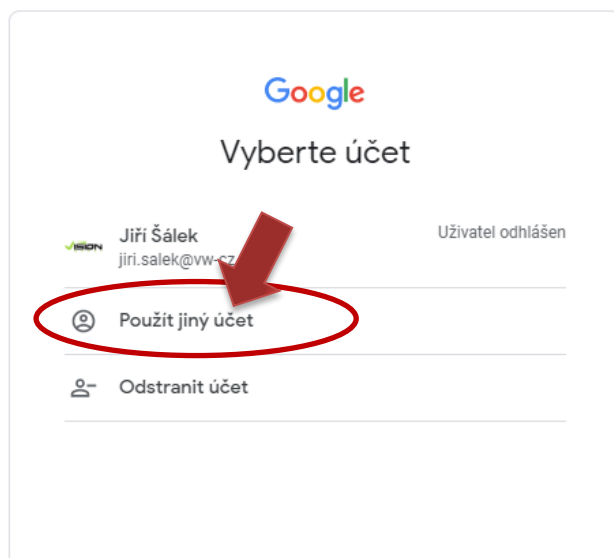 Google
Vyberte účet
VISION
Jiří Šálek
Uživatel odhlášen
jiri.salek@vw-cz
Použít jiný účet
Odstranit účet